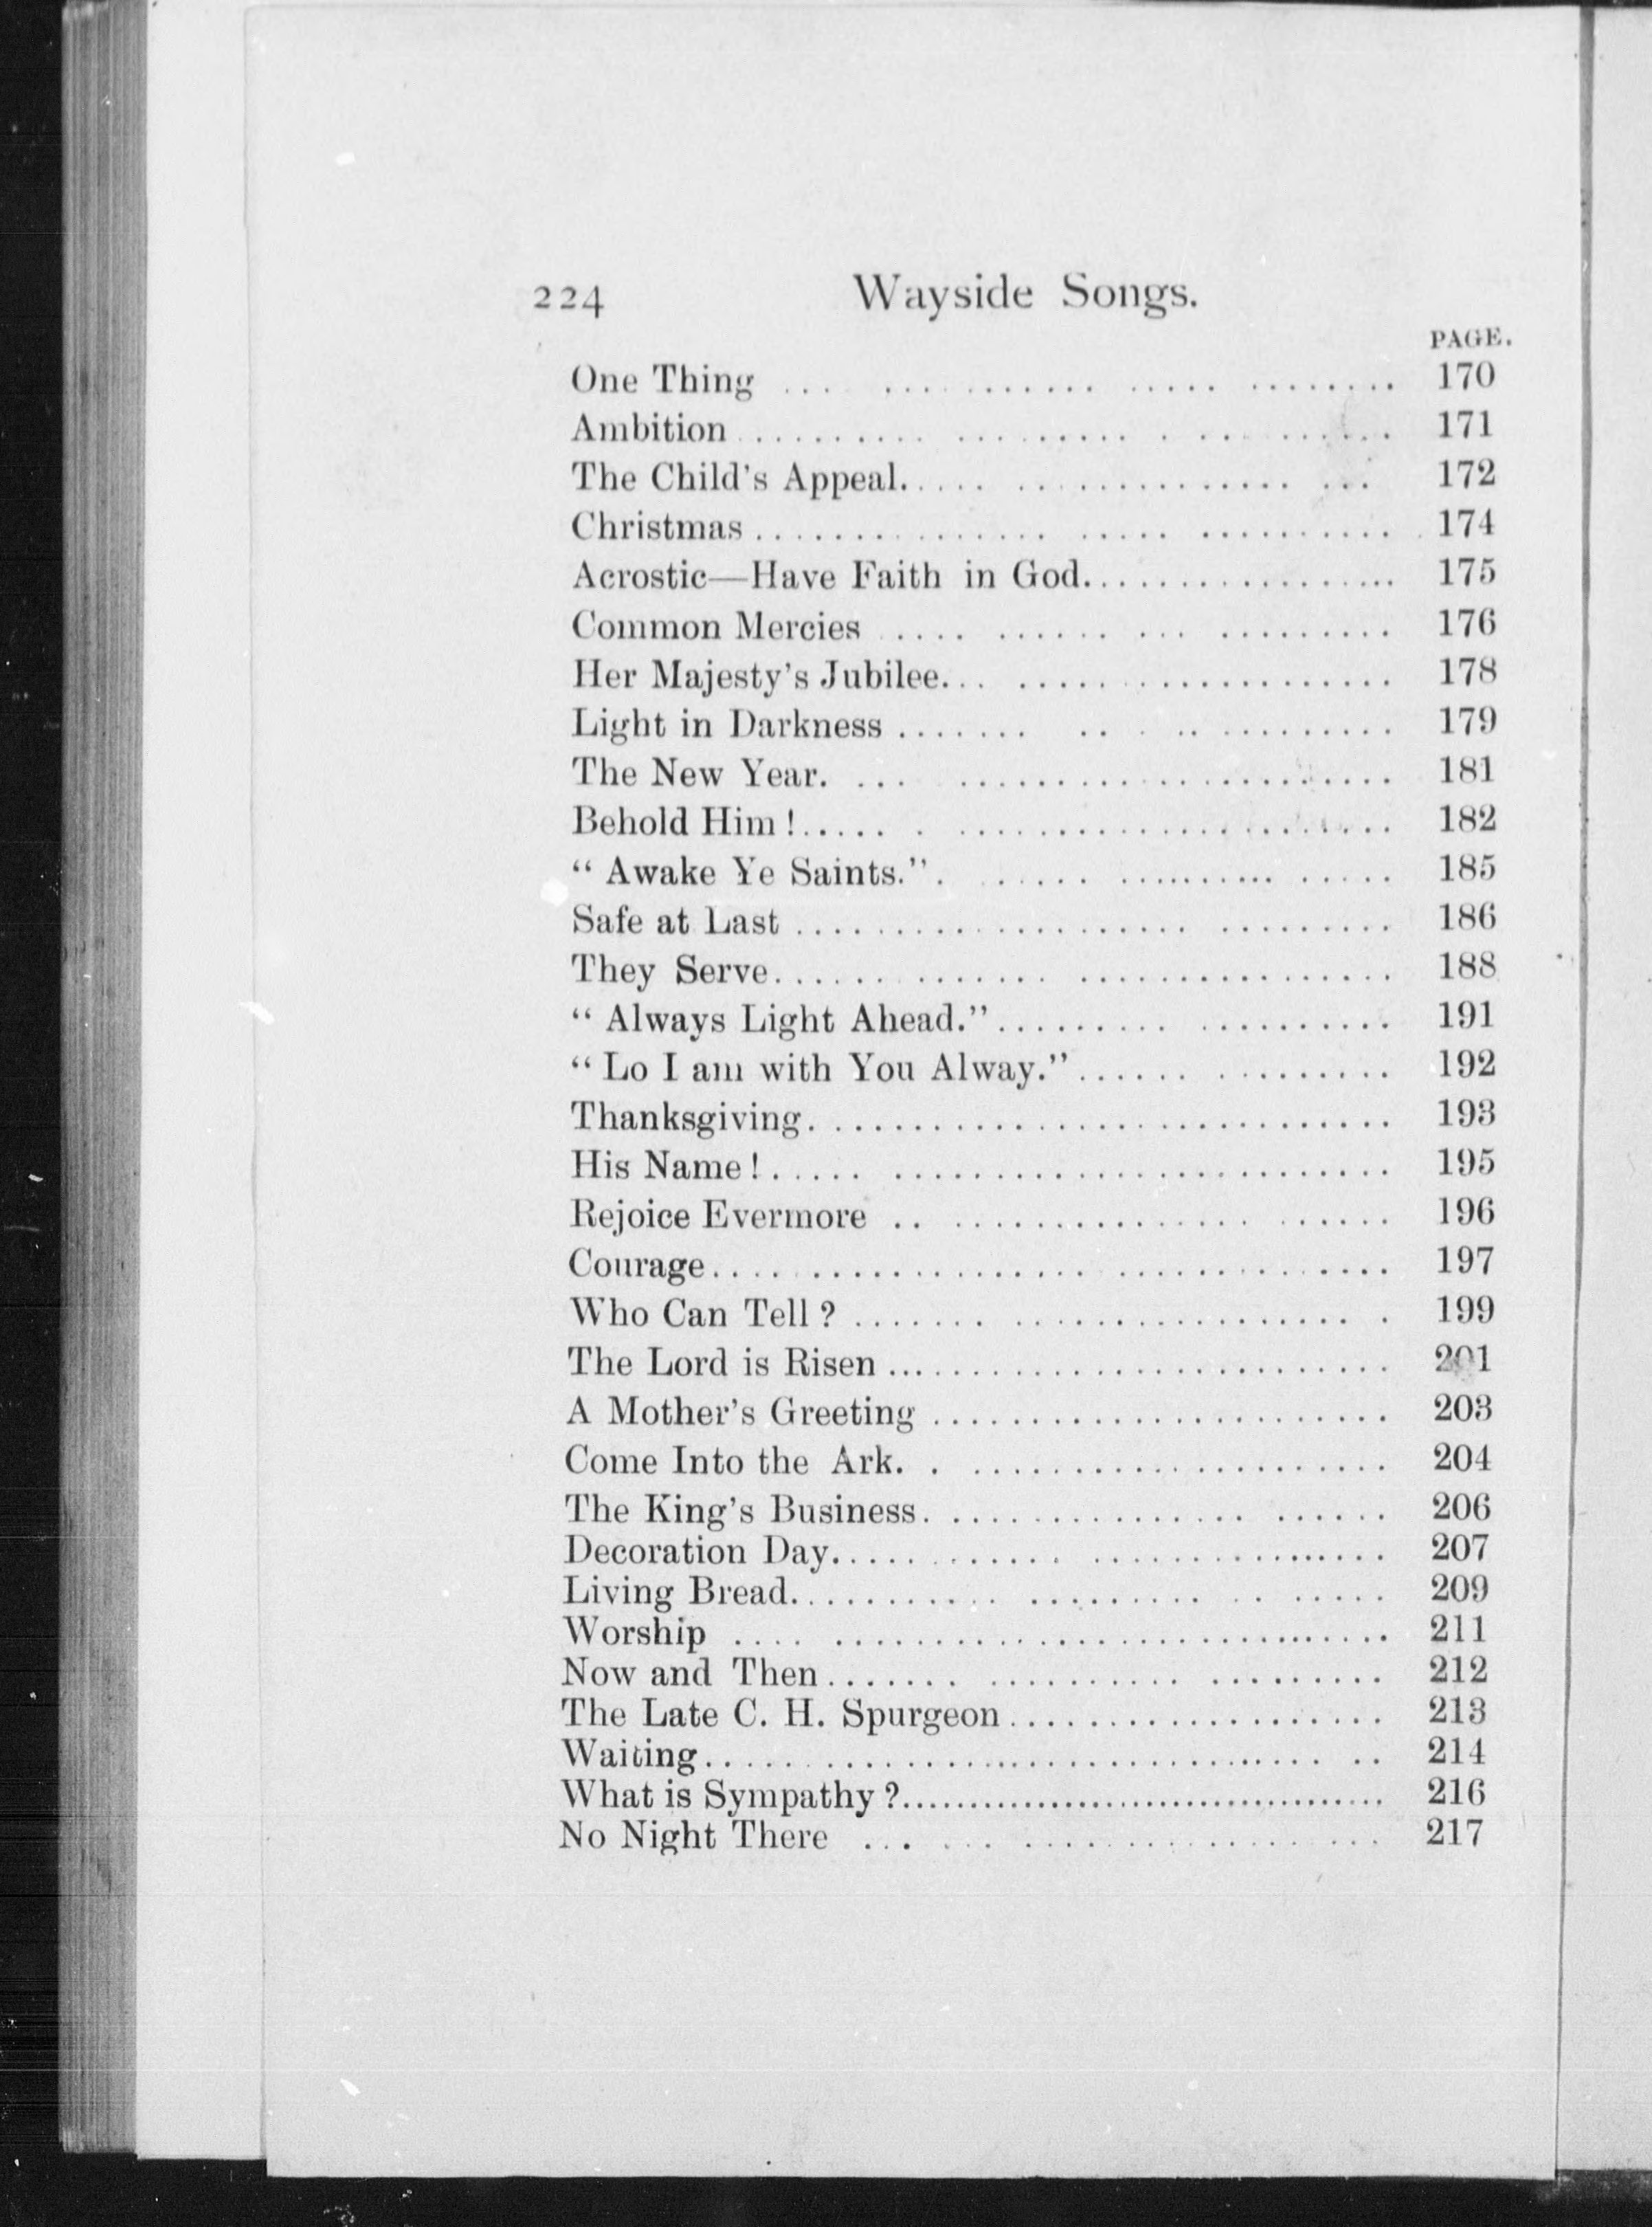 224 Wayside Songs.
PAGE.
One Thing .... ........... ..... ........ 170
Ambition.......... ......... . ... ..... 171
The Child's Appeal...... .............. ... 172
Christmas............... ..... .......... 174
Acrostic—Have Faith in God................. 175
Common Mercies .... ...... ... ......... 176
Her Majesty's Jubilee... ................... 178
Light in Darkness ....... .. . .. ......... 179
The New Year. ... ....................... 181
Behold Him !..... . ...................... 182
“ Awake Ye Saints.”. ..... .......... ..... 185
Safe at Last .................... ......... 186
They Serve.............. ................ 188
“ Always Light Ahead.”.......... .......... 191
“ Lo I am with You Alway.”...... ......... 192
Thanksgiving.............................. 193
His Name !..... .......................... 195
Rejoice Evermore .. ............... ...... 196
Courage.................... .............. 197
Who Can Tell ? ....... ................... . 199
The Lord is Risen .......................... 201
A Mother's Greeting ....................... 203
Come Into the Ark. . ..................... 204
The King's Business. ............... ...... 206
Decoration Day............. ................ 207
Living Bread............ ......... .. ..... 209
Worship .... ............................. 211
Now and Then....... .......... ......... 212
The Late C. H. Spurgeon................... 213
Waiting............................... .. 214
What is Sympathy ?.................................... 216
No Night There ... ... .................. 217